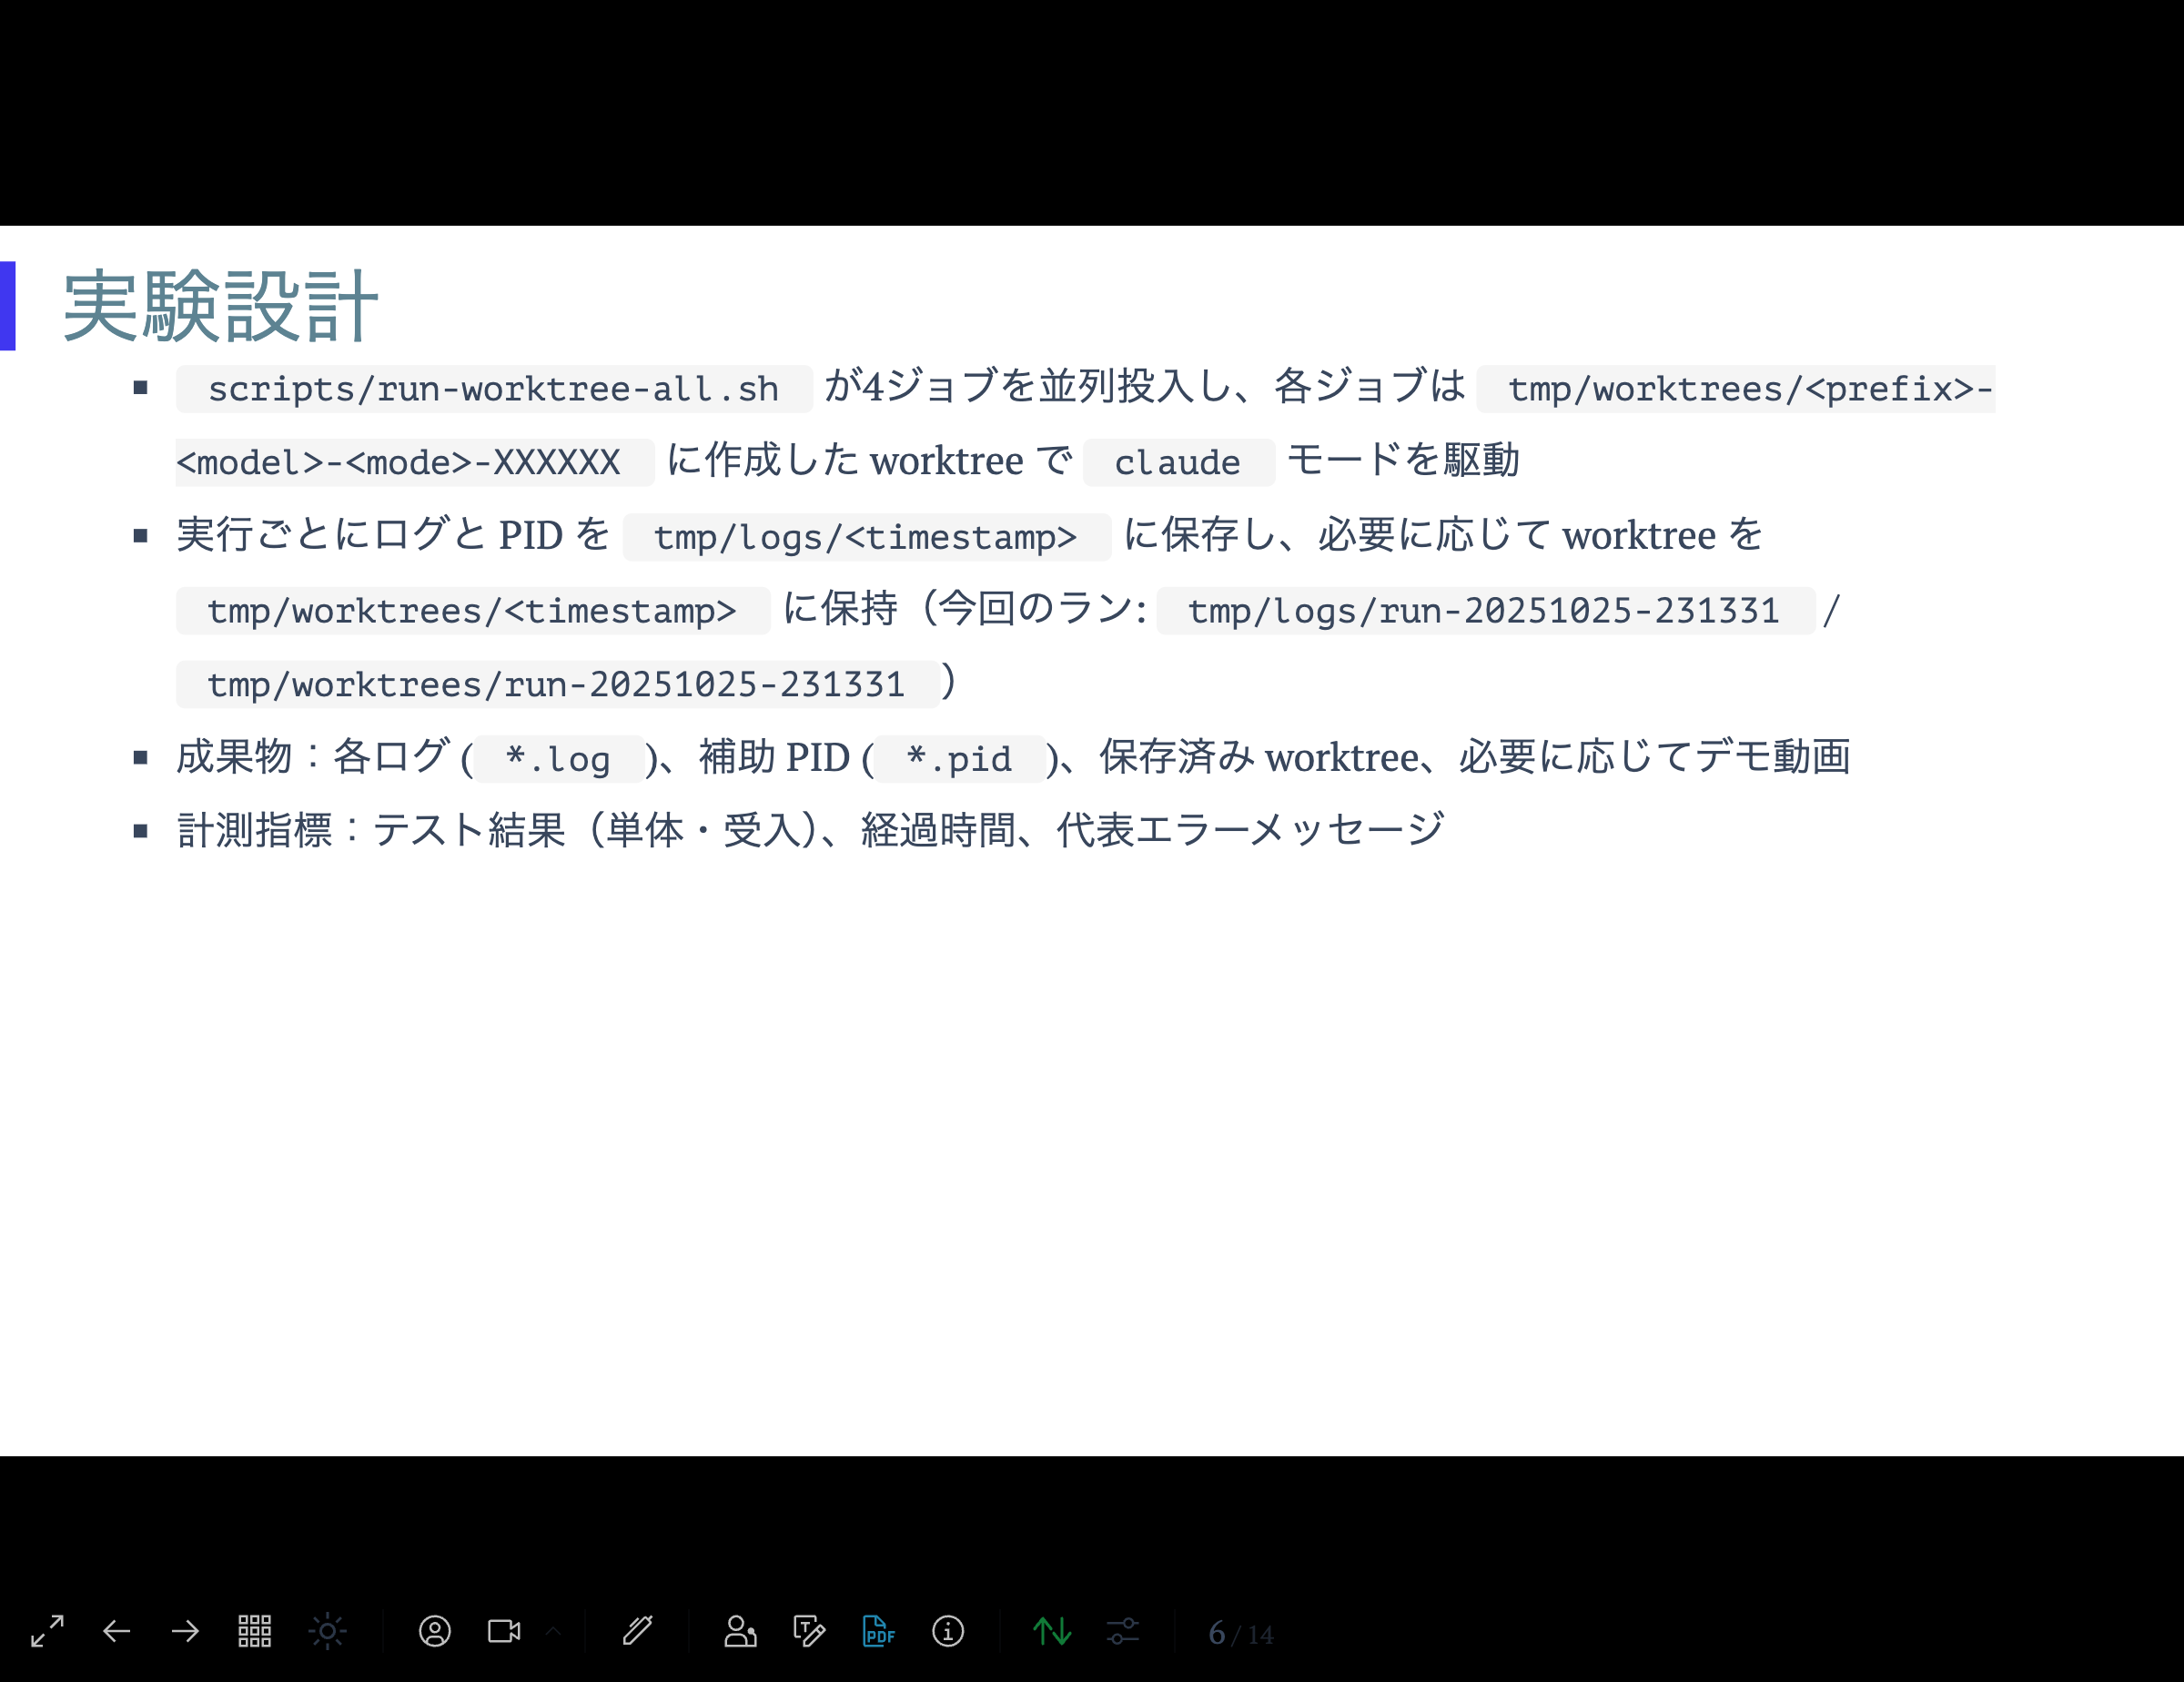 実験設計
scripts/run-worktree-all.sh が4ジョブを並列投入し、各ジョブは tmp/worktrees/<prefix>-
<model>-<mode>-XXXXXX に作成した worktree で claude モードを駆動
実行ごとにログと PID を tmp/logs/<timestamp> に保存し、必要に応じて worktree を
tmp/worktrees/<timestamp> に保持（今回のラン: tmp/logs/run-20251025-231331 /
tmp/worktrees/run-20251025-231331 ）
成果物：各ログ ( *.log )、補助 PID ( *.pid )、保存済み worktree、必要に応じてデモ動画
計測指標：テスト結果（単体・受入）、経過時間、代表エラーメッセージ
PDF
6 / 14